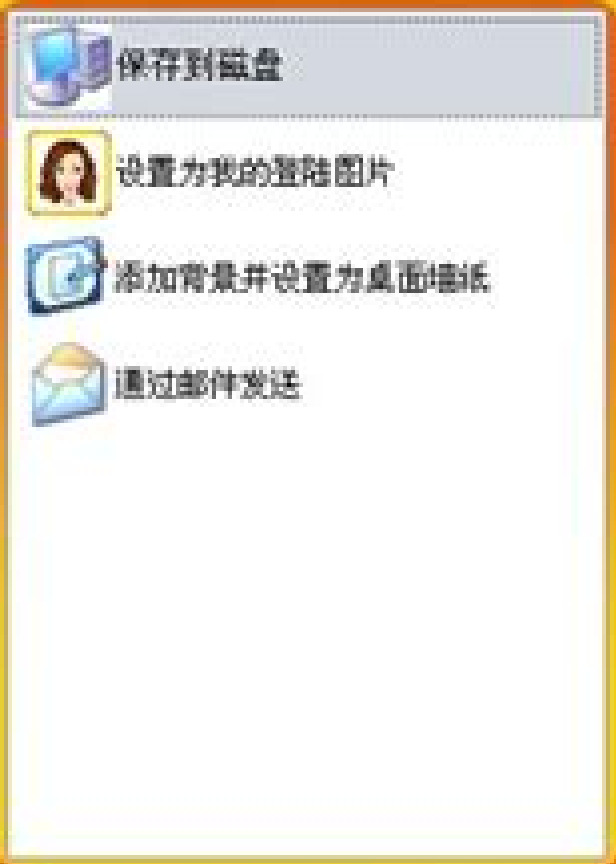 保存到磁盘
设置为我的登陆图片
添加背景并设置为桌面墙纸
通过邮件发送